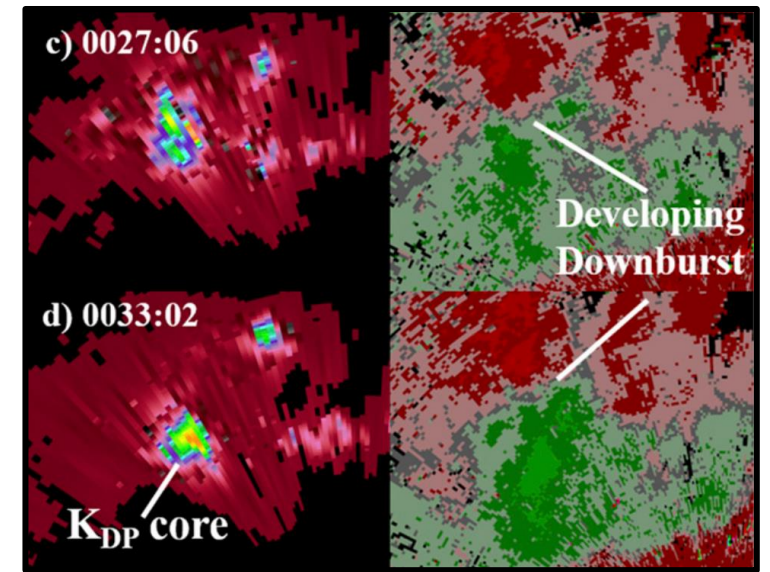 c) 0027:06
Developing
Downburst
d) 0033:02
KDP core